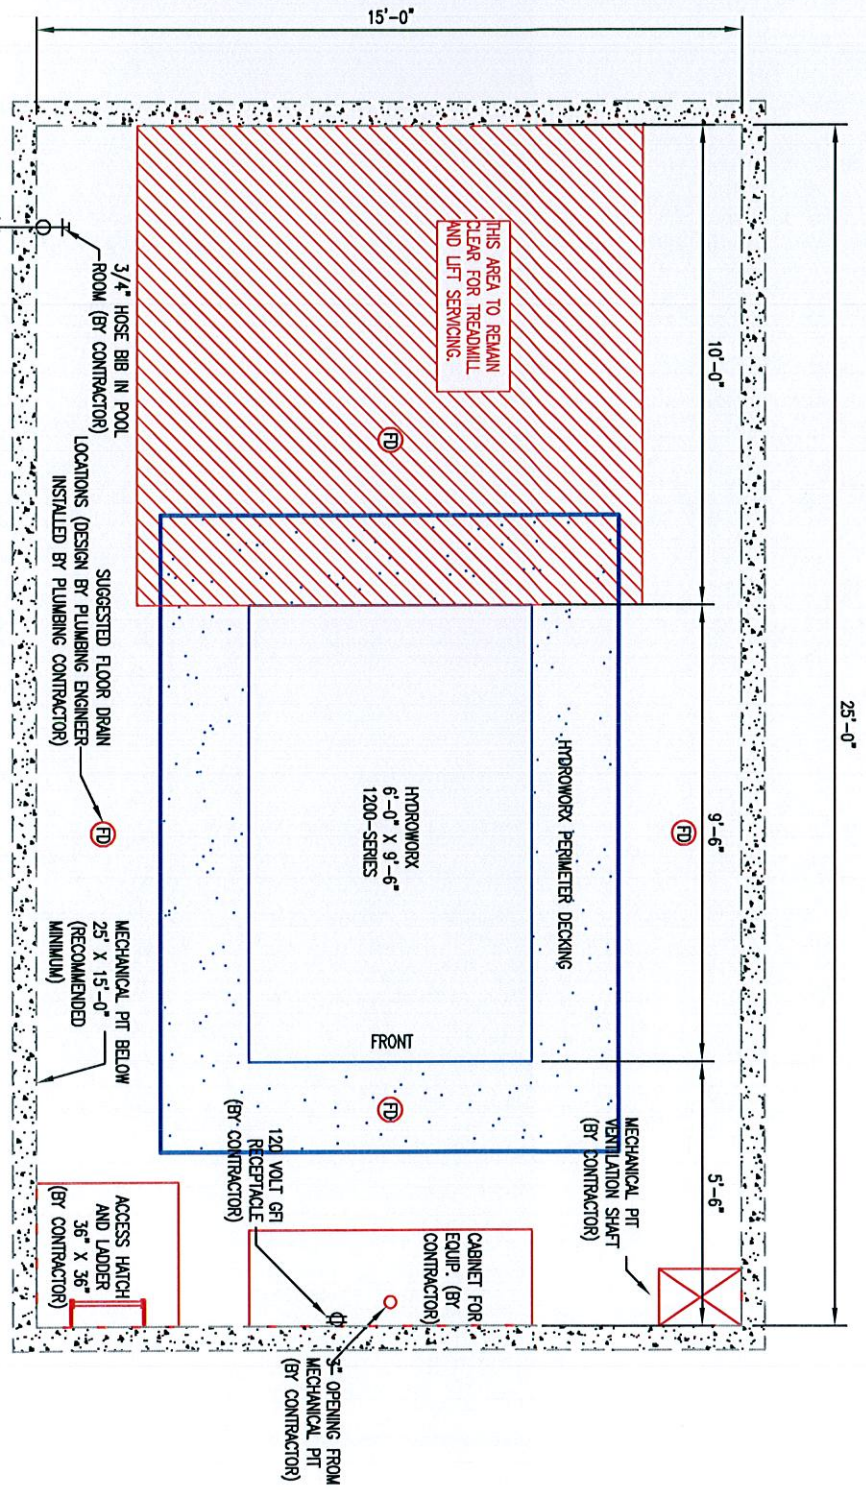 25'-0"
15'-0"
10'-0"
9'-6"
5'-6"
THIS AREA TO REMAIN
CLEAR FOR TREADMILL
AND LIFT SERVICING.
FD
FD
FD
FD
HYDROWORX PERIMETER DECKING
HYDROWORX
6'-0" X 9'-6"
1200-SERIES
FRONT
MECHANICAL PIT
VENTILATION SHAFT
(BY CONTRACTOR)
CABINET FOR
EQUIP. (BY
CONTRACTOR)
3" OPENING FROM
MECHANICAL PIT
(BY CONTRACTOR)
120 VOLT GFI
RECEPTACLE
(BY CONTRACTOR)
ACCESS HATCH
AND LADDER
36" X 36"
(BY CONTRACTOR)
MECHANICAL PIT BELOW
25' X 15'-0"
(RECOMMENDED
MINIMUM)
SUGGESTED FLOOR DRAIN
LOCATIONS (DESIGN BY PLUMBING ENGINEER
INSTALLED BY PLUMBING CONTRACTOR)
3/4" HOSE BIB IN POOL
ROOM (BY CONTRACTOR)